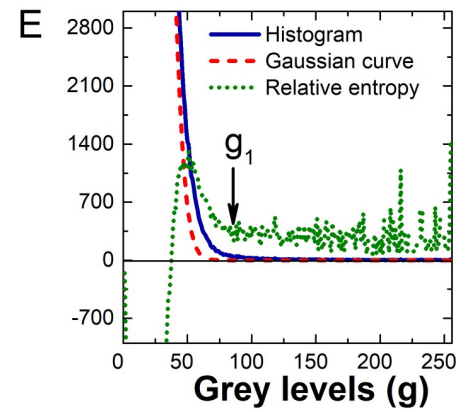 E
2800
Histogram
Gaussian curve
2100
Relative entropy
1400
g1
700
0
-700
0 50 100 150 200 250
Grey levels (g)